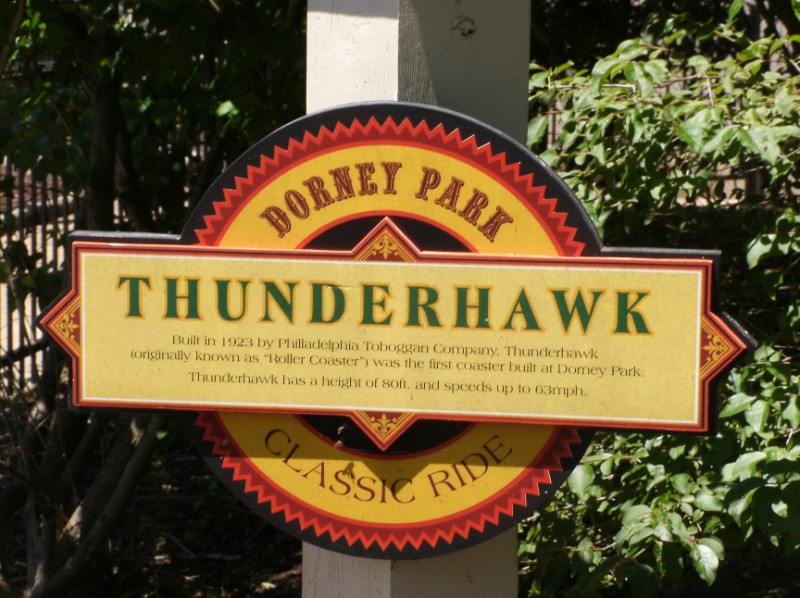 DORNEY PARK
THUNDERHAWK
Built in 1923 by Philladelphia Toboggan Company, Thunderhawk
(originally known as "Roller Coaster") was the first coaster built at Dorney Park.
Thunderhawk has a height of 80ft. and speeds up to 63mph.
CLASSIC RIDE